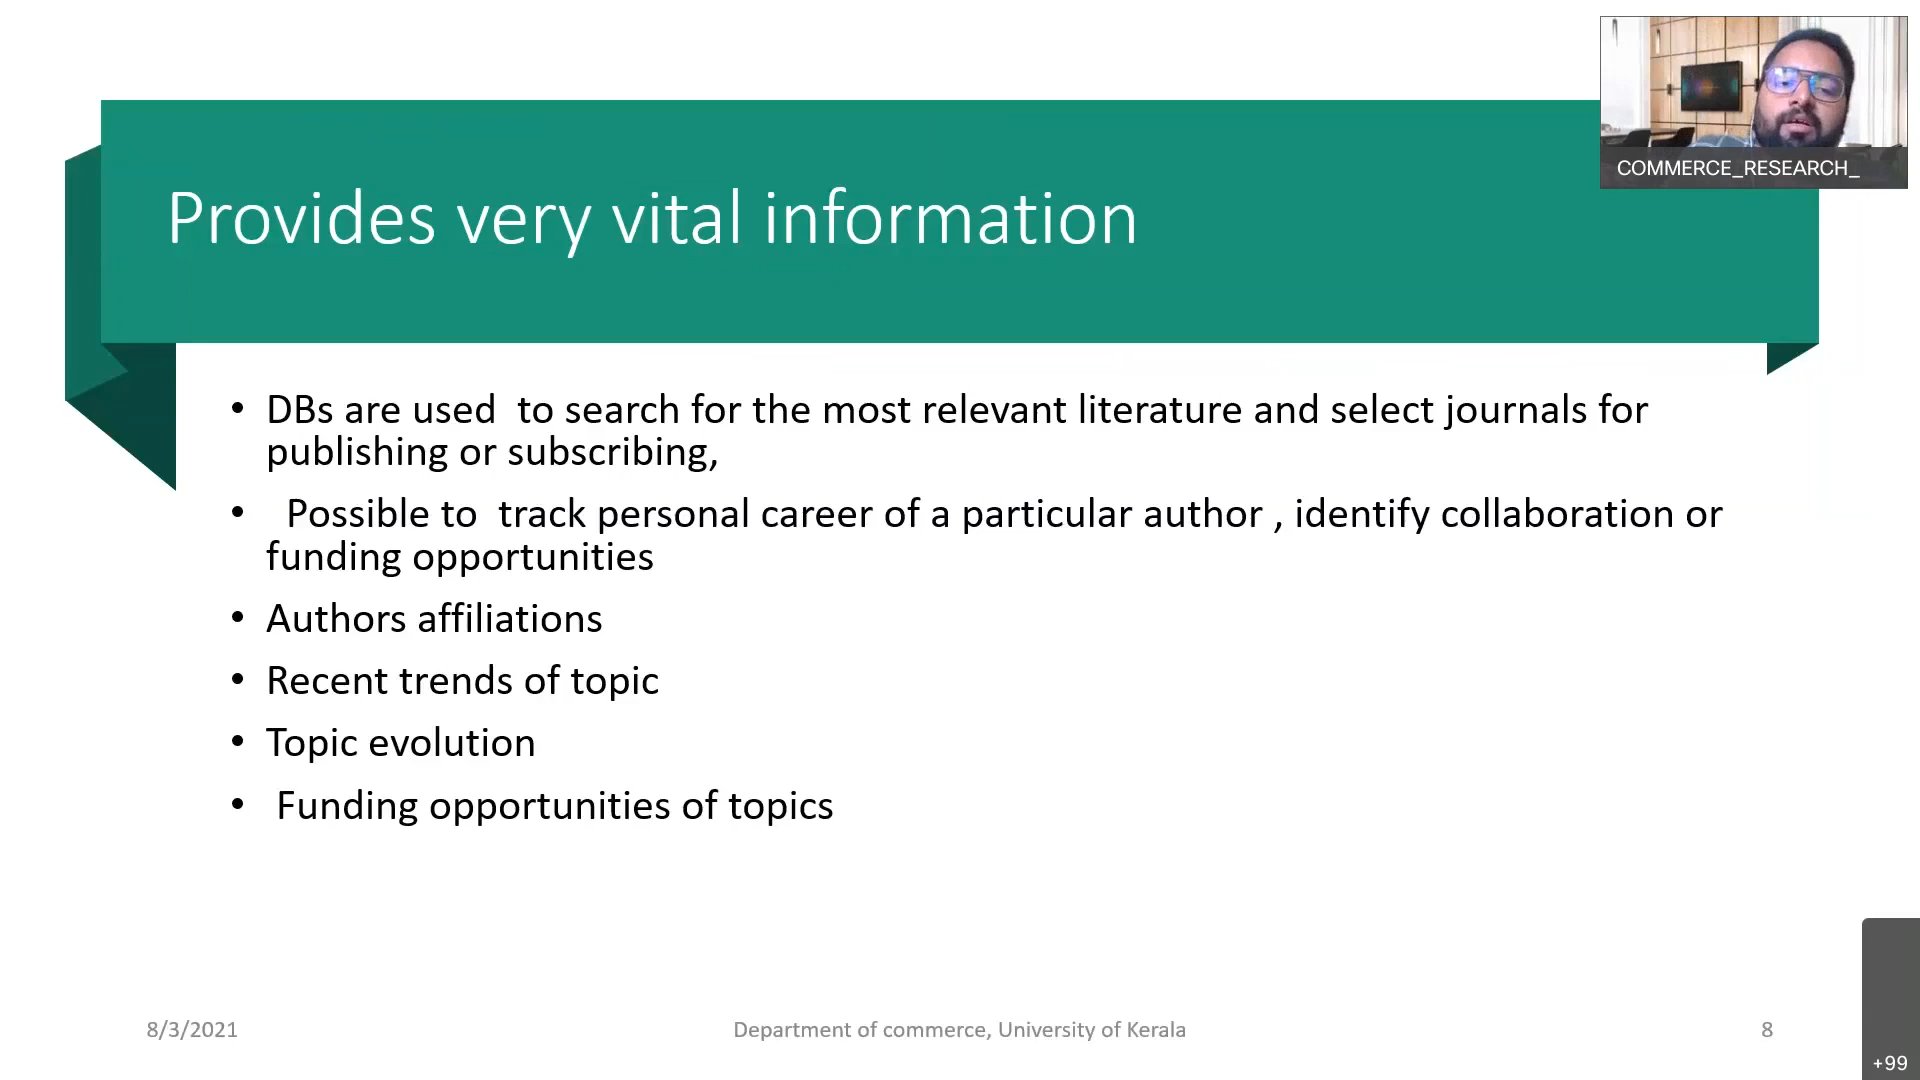 COMMERCE_RESEARCH_
Provides very vital information
• DBs are used  to search for the most relevant literature and select journals for
publishing or subscribing,
•  Possible to  track personal career of a particular author , identify collaboration or
funding opportunities
• Authors affiliations
• Recent trends of topic
• Topic evolution
•  Funding opportunities of topics
8/3/2021
Department of commerce, University of Kerala
8
+99